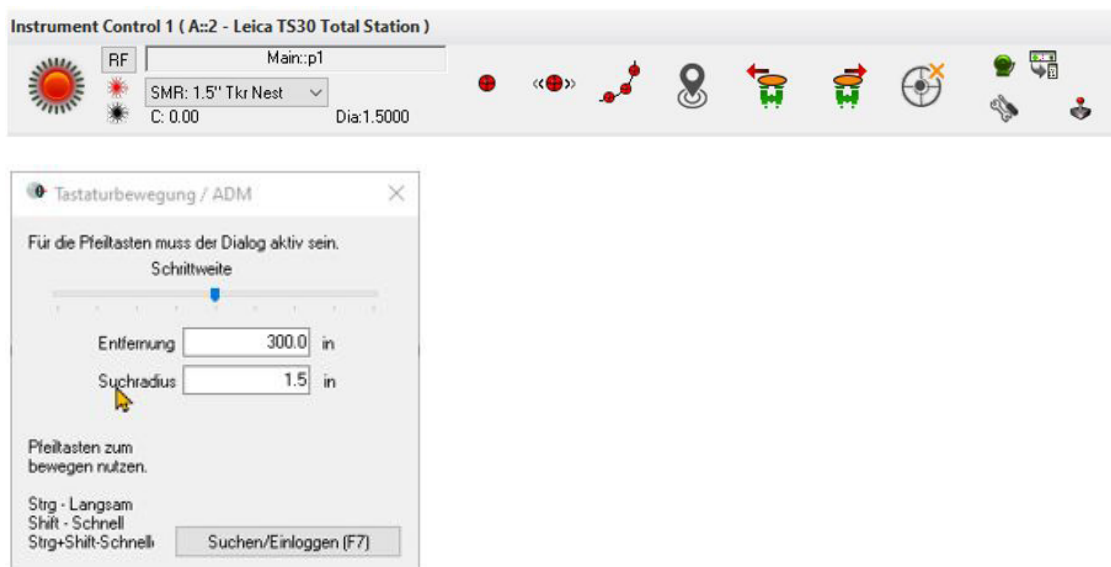 Instrument Control 1 ( A::2 - Leica TS30 Total Station )
RF
Main::p1
SMR: 1.5" Tkr Nest
C: 0.00 Dia:1.5000
Tastaturbewegung / ADM
Für die Pfeiltasten muss der Dialog aktiv sein.
Schrittweite
Entfernung 300.0 in
Suchradius 1.5 in
Pfeiltasten zum
bewegen nutzen.
Strg - Langsam
Shift - Schnell
Strg+Shift-Schnell
Suchen/Einloggen (F7)